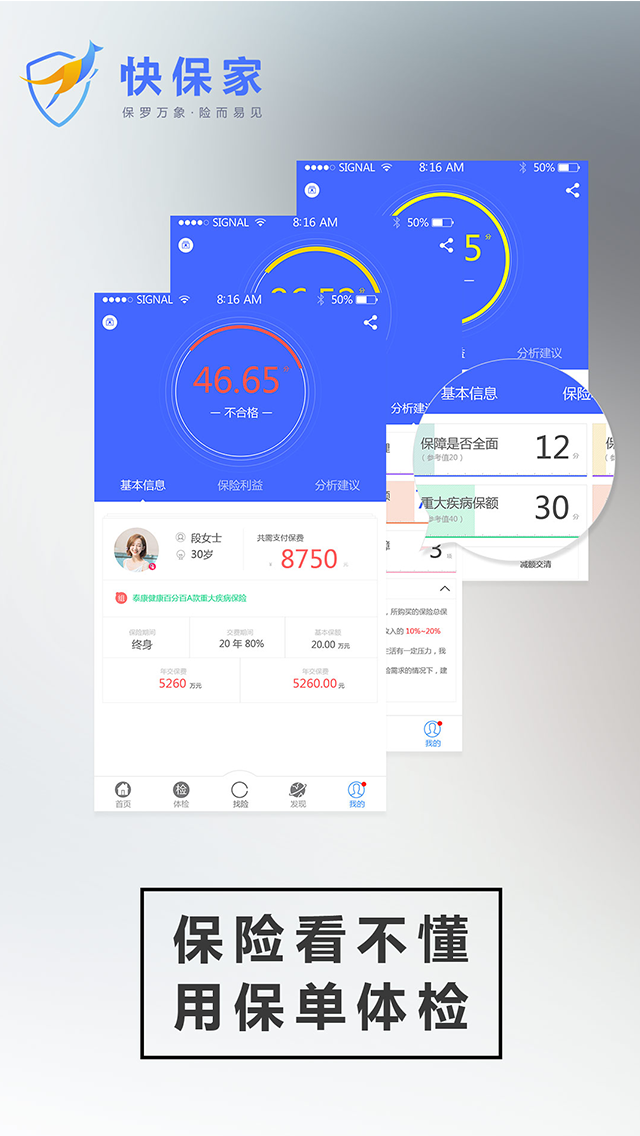 快保家
保罗万象·险而易见
SIGNAL 8:16 AM 50%
5分
分析建议
SIGNAL 8:16 AM 50%
分析建议
基本信息
保障是否全面 12分
（参考值20）
重大疾病保额 30分
参考值40）
3
减额交清
，所购买的保险总保
收入的 10%~20%
生活有一定压力，我
险需求的情况下，建
我的
SIGNAL 8:16 AM 50%
46.65分
不合格
基本信息 保险利益 分析建议
段女士
30岁
共需支付保费
8750元
组 泰康健康百分百A款重大疾病保险
保险期间 交费期间 基本保额
终身 20 年 80% 20.00 万元
年交保费 年交保费
5260 万元 5260.00 元
首页 检 体检 找险 发现 我的
保险看不懂
用保单体检